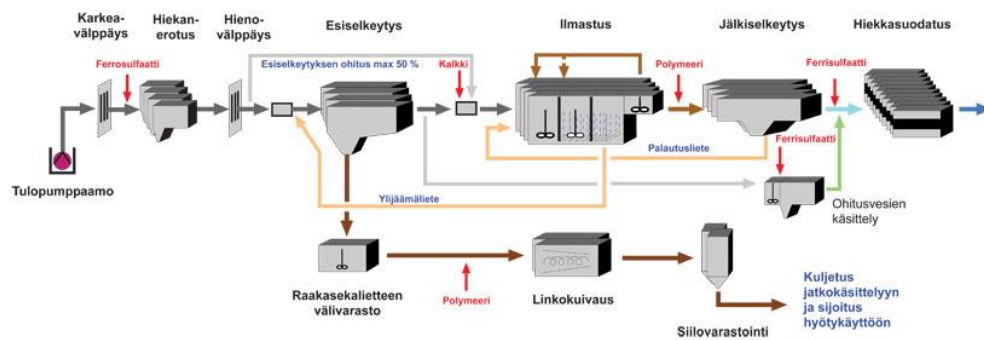 Karkea-
välppäys
Hiekan-
erotus
Hieno-
välppäys
Esiselkeytys
Ilmastus
Jälkiselkeytys
Hiekkasuodatus
Ferrosulfaatti
Esiselkeytyksen ohitus max 50 %
Kalkki
Polymeeri
Ferrisulfaatti
Tulopumppaamo
Palautusliete
Ferrisulfaatti
Ylijäämäliete
Ohitusvesien
käsittely
Raakasekalietteen
välivarasto
Polymeeri
Linkokuivaus
Siilovarastointi
Kuljetus
jatkokäsittelyyn
ja sijoitus
hyötykäyttöön